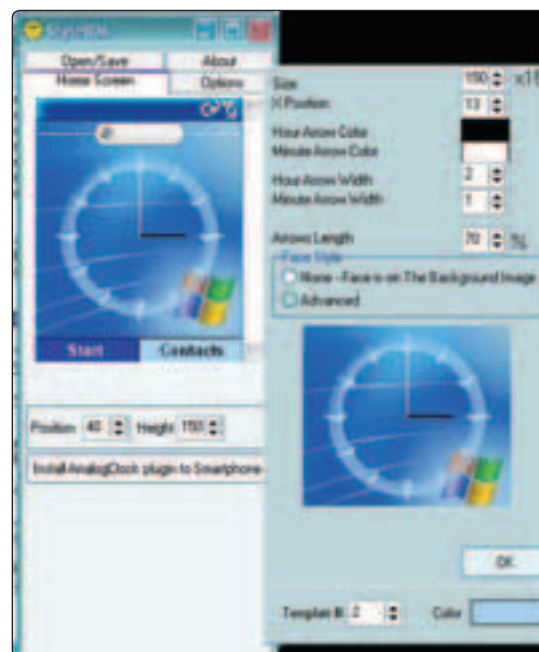 Open/Save About
Home Screen Options
Start Contacts
Position 40 Height 150
Install AnalogClock plugin to Smartphone
Size 150
X Position 13
Hour Arrow Color
Minute Arrow Color
Hour Arrow Width 2
Minute Arrow Width 1
Arrows Length 70 %
Face Style
None - Face is on The Background Image
Advanced
OK
Template # 2 Color